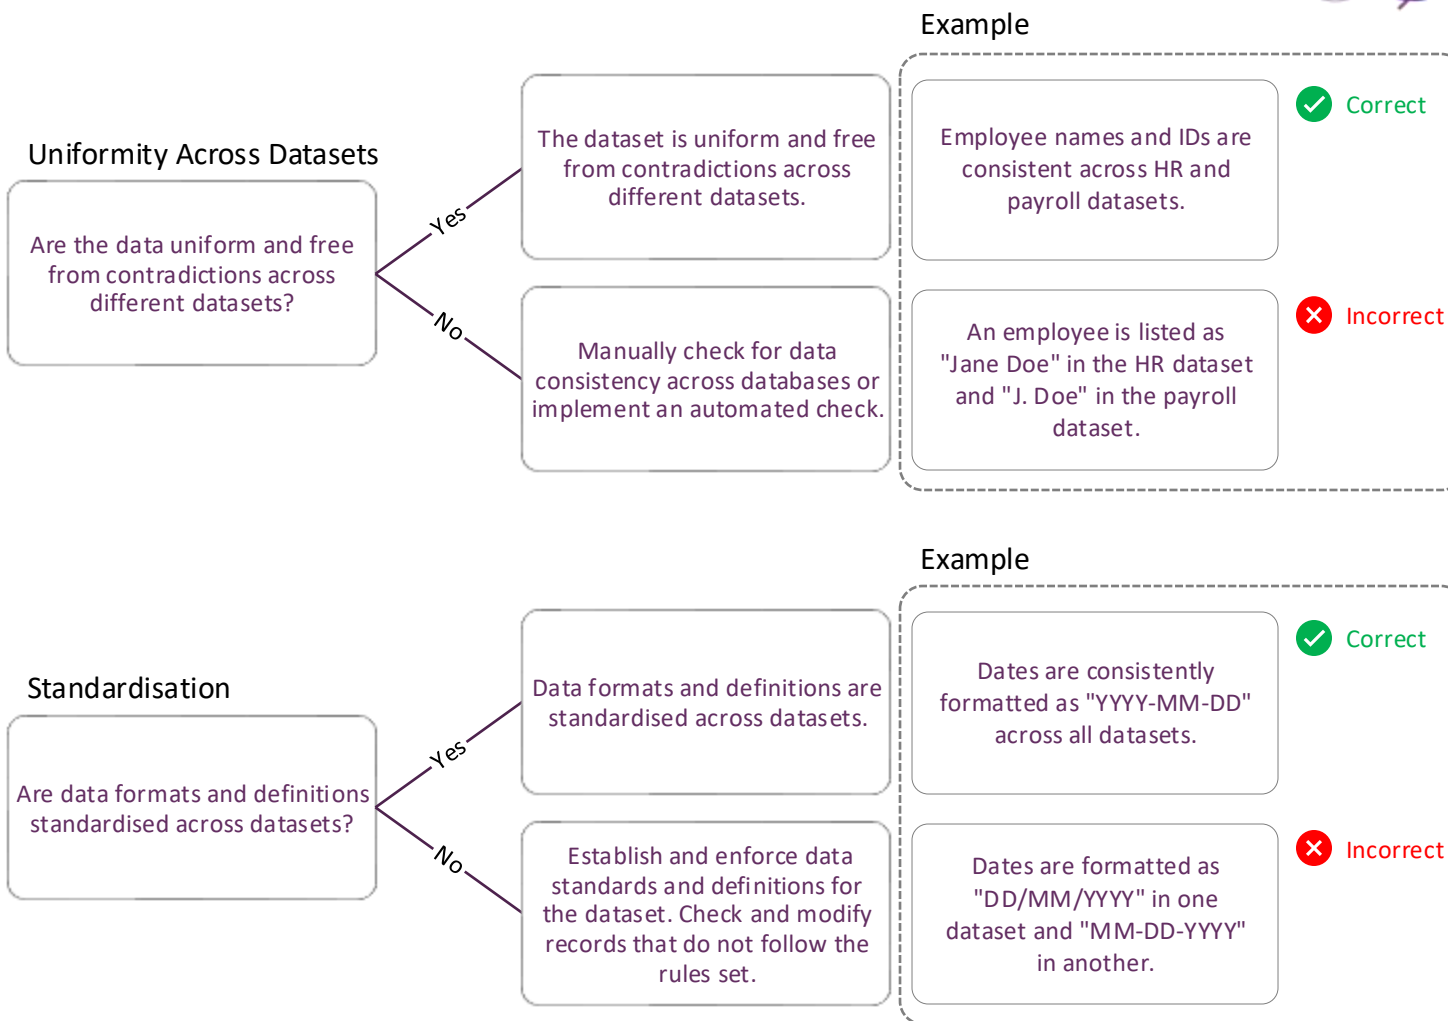 Example
Uniformity Across Datasets
Are the data uniform and free
from contradictions across
different datasets?
Yes
No
The dataset is uniform and free
from contradictions across
different datasets.
Manually check for data
consistency across databases or
implement an automated check.
Employee names and IDs are
consistent across HR and
payroll datasets.
Correct
An employee is listed as
"Jane Doe" in the HR dataset
and "J. Doe" in the payroll
dataset.
Incorrect
Example
Standardisation
Are data formats and definitions
standardised across datasets?
Yes
No
Data formats and definitions are
standardised across datasets.
Establish and enforce data
standards and definitions for
the dataset. Check and modify
records that do not follow the
rules set.
Dates are consistently
formatted as "YYYY-MM-DD"
across all datasets.
Correct
Dates are formatted as
"DD/MM/YYYY" in one
dataset and "MM-DD-YYYY"
in another.
Incorrect